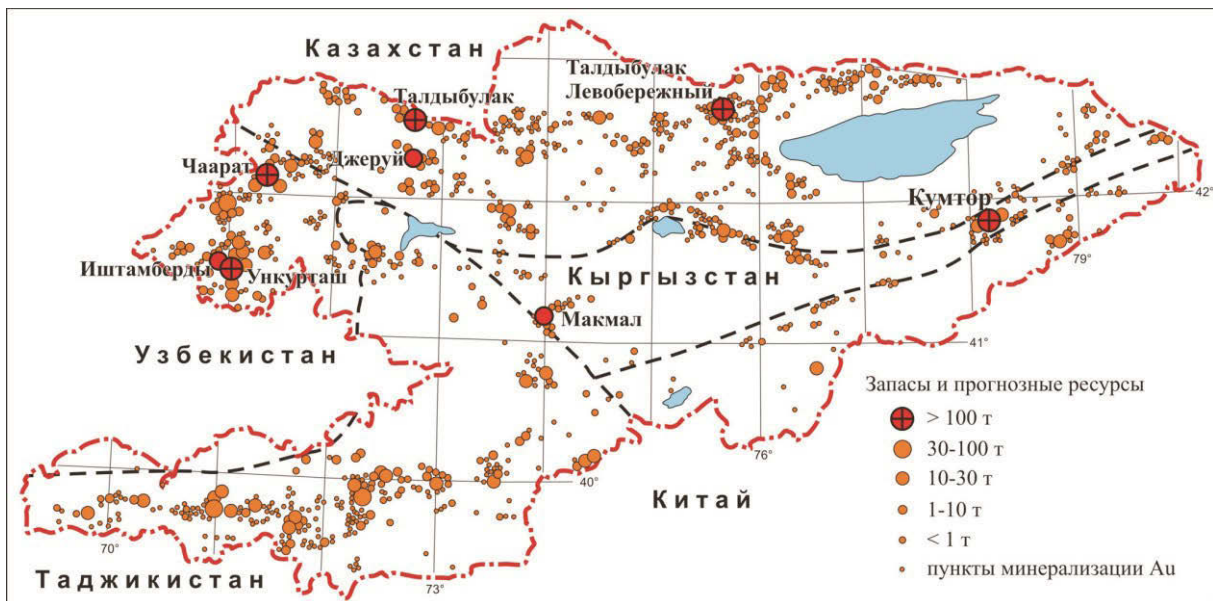 Казахстан
Талдыбулак
Левобережный
Талдыбулак
Джеруй
Чаарат
Кумтор
42°
79°
Иштамберды
Ункурташ
Кыргызстан
Макмал
Узбекистан
41°
Запасы и прогнозные ресурсы
> 100 т
30-100 т
10-30 т
1-10 т
< 1 т
пункты минерализации Au
76°
40°
Китай
70°
73°
Таджикистан